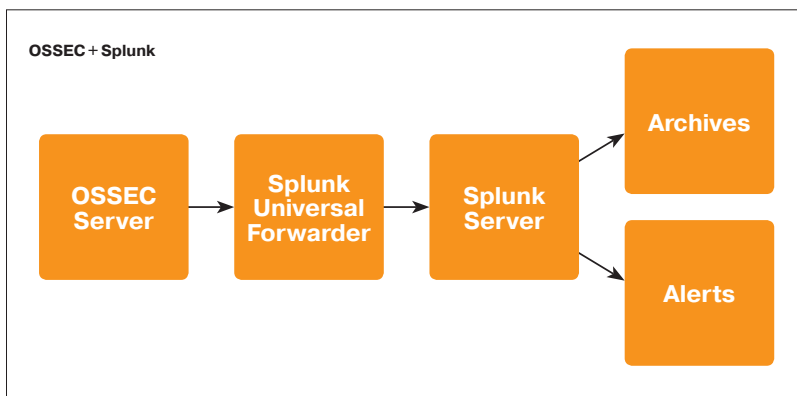 OSSEC + Splunk
OSSEC
Server
Splunk
Universal
Forwarder
Splunk
Server
Archives
Alerts